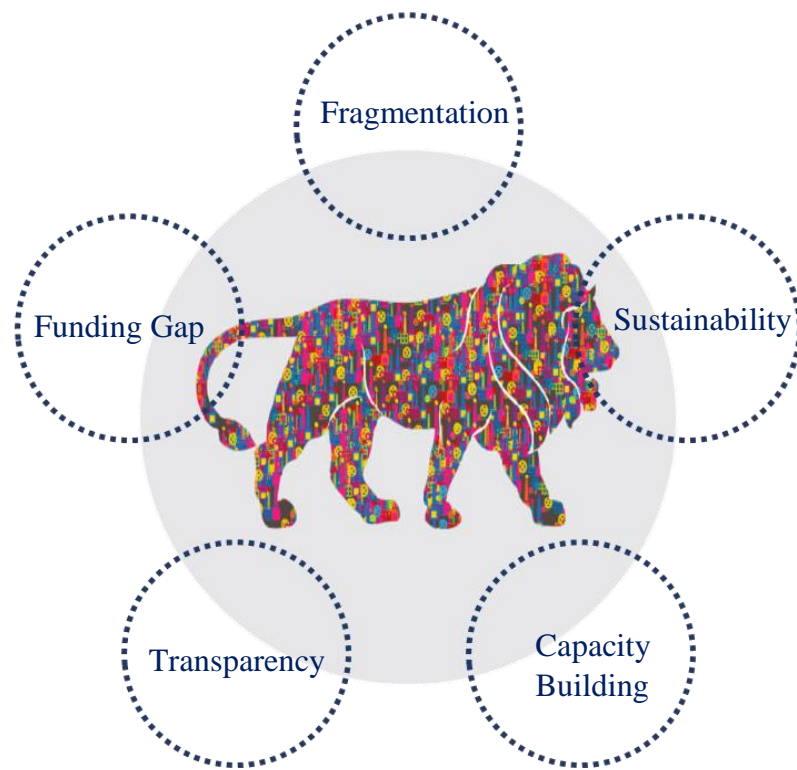 Fragmentation
Funding Gap
Sustainability
Transparency
Capacity
Building